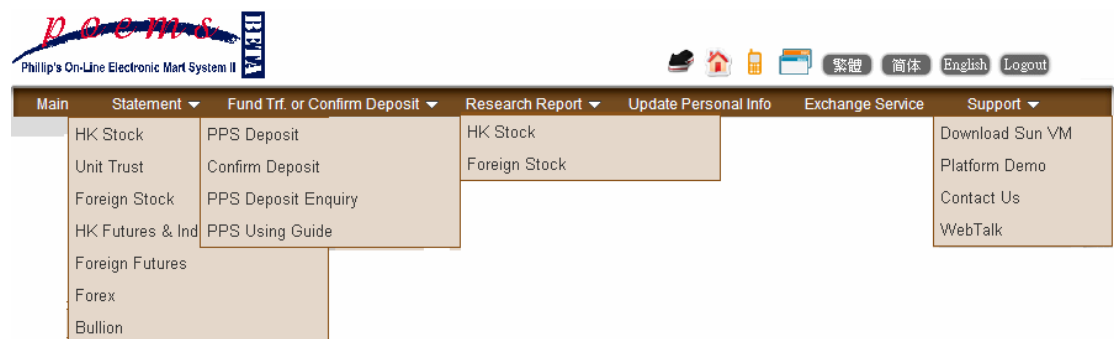 poems
Phillip's On-Line Electronic Mart System II
繁體 简体 English Logout
Main Statement Fund Trf. or Confirm Deposit Research Report Update Personal Info Exchange Service Support
HK Stock
Unit Trust
Foreign Stock
HK Futures & Ind
Foreign Futures
Forex
Bullion
PPS Deposit
Confirm Deposit
PPS Deposit Enquiry
PPS Using Guide
HK Stock
Foreign Stock
Download Sun VM
Platform Demo
Contact Us
WebTalk